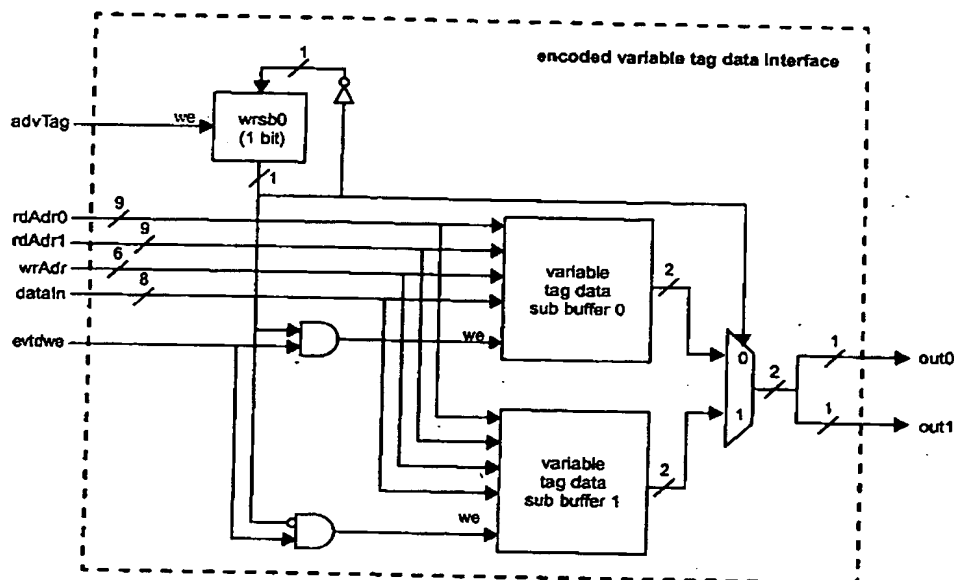 encoded variable tag data interface
1
advTag
we
wrsb0
(1 bit)
1
rdAdr0
9
rdAdr1
9
wrAdr
6
dataIn
8
evtdwe
variable
tag data
sub buffer 0
we
2
0
1
2
1
out0
1
out1
variable
tag data
sub buffer 1
we
2